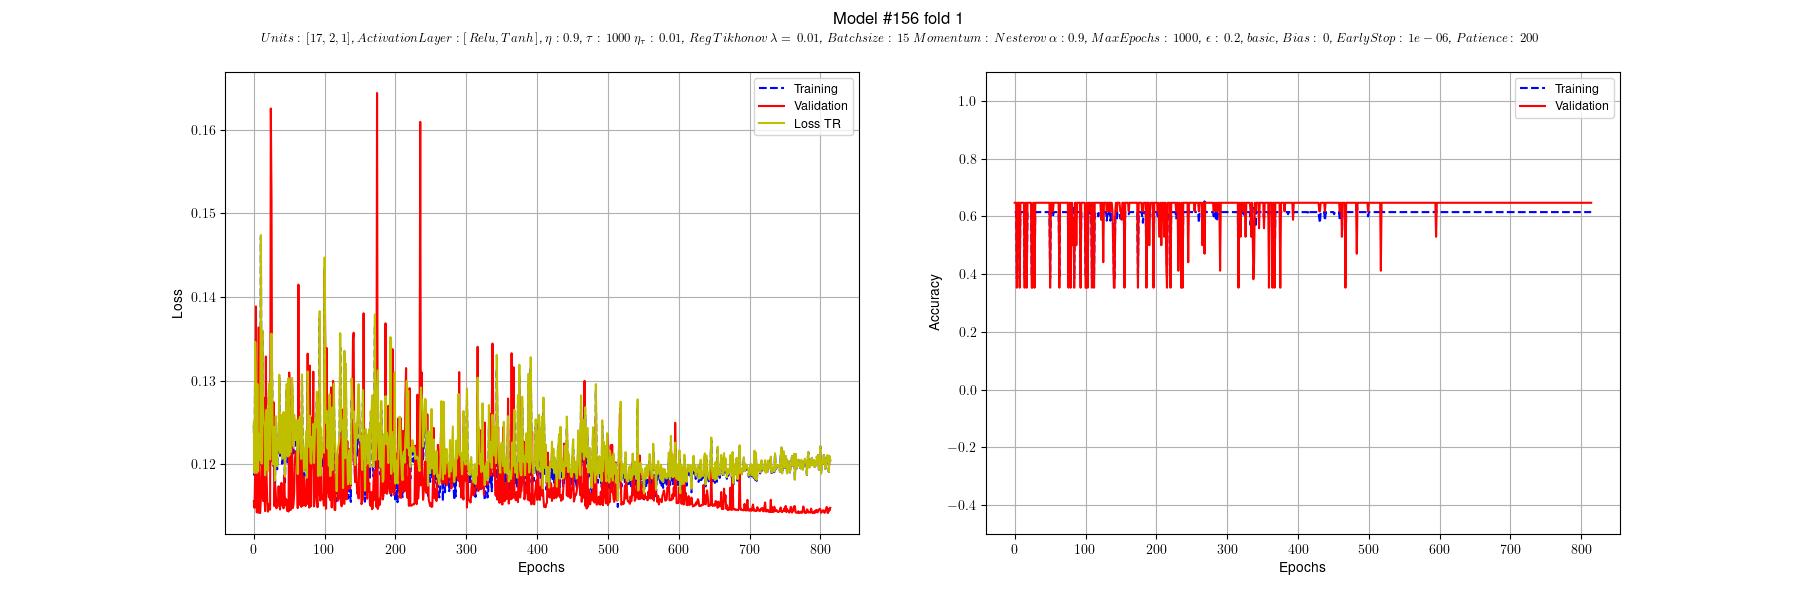 Model #156 fold 1
Units : [17, 2, 1], ActivationLayer : [ Relu, Tanh ], η : 0.9, τ : 1000 ητ : 0.01, Reg Tikhonov λ = 0.01, Batchsize : 15 Momentum : Nesterov α : 0.9, MaxEpochs : 1000, ϵ : 0.2, basic, Bias : 0, EarlyStop : 1e − 06, Patience : 200
Training
Validation
Loss TR
0.16
0.15
0.14
0.13
0.12
Loss
0 100 200 300 400 500 600 700 800
Epochs
Training
Validation
1.0
0.8
0.6
0.4
0.2
0.0
−0.2
−0.4
Accuracy
0 100 200 300 400 500 600 700 800
Epochs